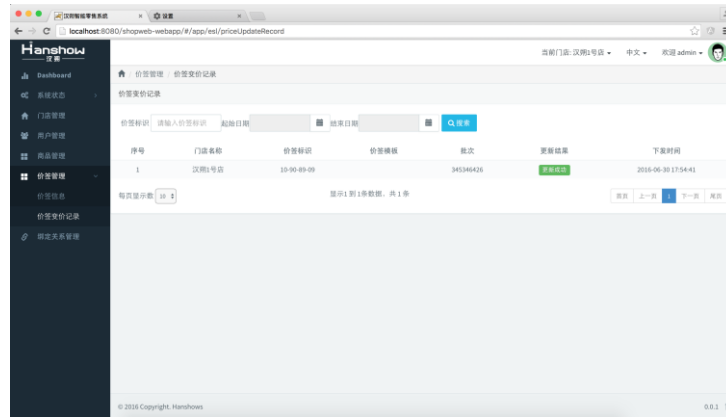 汉朔智能零售系统 × 设置 ×
localhost:8080/shopweb-webapp/#/app/esl/priceUpdateRecord
Hanshow
汉朔
当前门店: 汉朔1号店 中文 欢迎 admin
Dashboard
系统状态
门店管理
用户管理
商品管理
价签管理
价签信息
价签变价记录
绑定关系管理
/ 价签管理 / 价签变价记录
价签变价记录
价签标识 请输入价签标识 起始日期 结束日期 搜索
序号 门店名称 价签标识 价签模板 批次 更新结果 下发时间
1 汉朔1号店 10-90-89-09 345346426 更新成功 2016-06-30 17:54:41
每页显示数 10 显示1 到 1条数据，共 1 条 首页 上一页 1 下一页 尾页
© 2016 Copyright. Hanshows 0.0.1